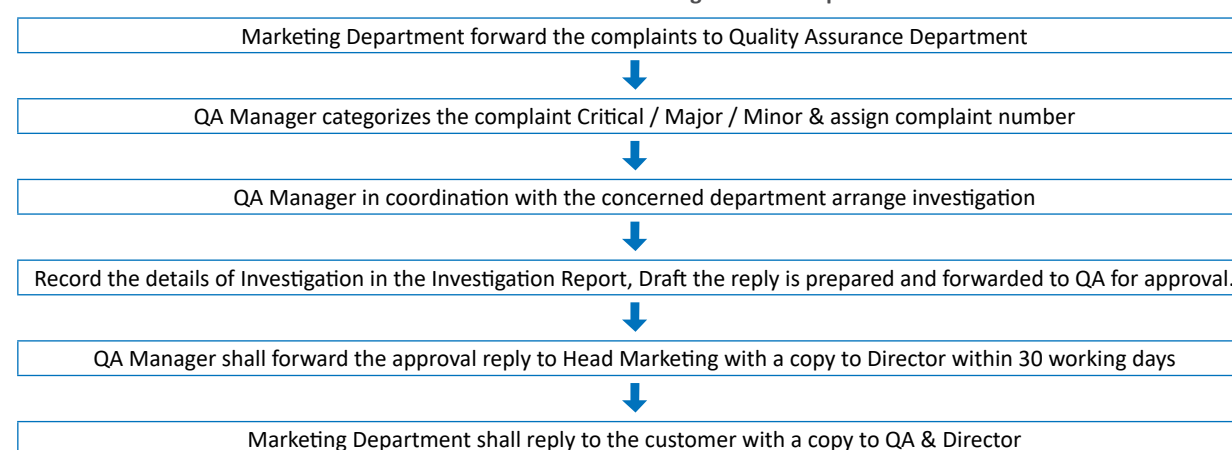 Marketing Department forward the complaints to Quality Assurance Department
QA Manager categorizes the complaint Critical / Major / Minor & assign complaint number
QA Manager in coordination with the concerned department arrange investigation
Record the details of Investigation in the Investigation Report, Draft the reply is prepared and forwarded to QA for approval.
QA Manager shall forward the approval reply to Head Marketing with a copy to Director within 30 working days
Marketing Department shall reply to the customer with a copy to QA & Director